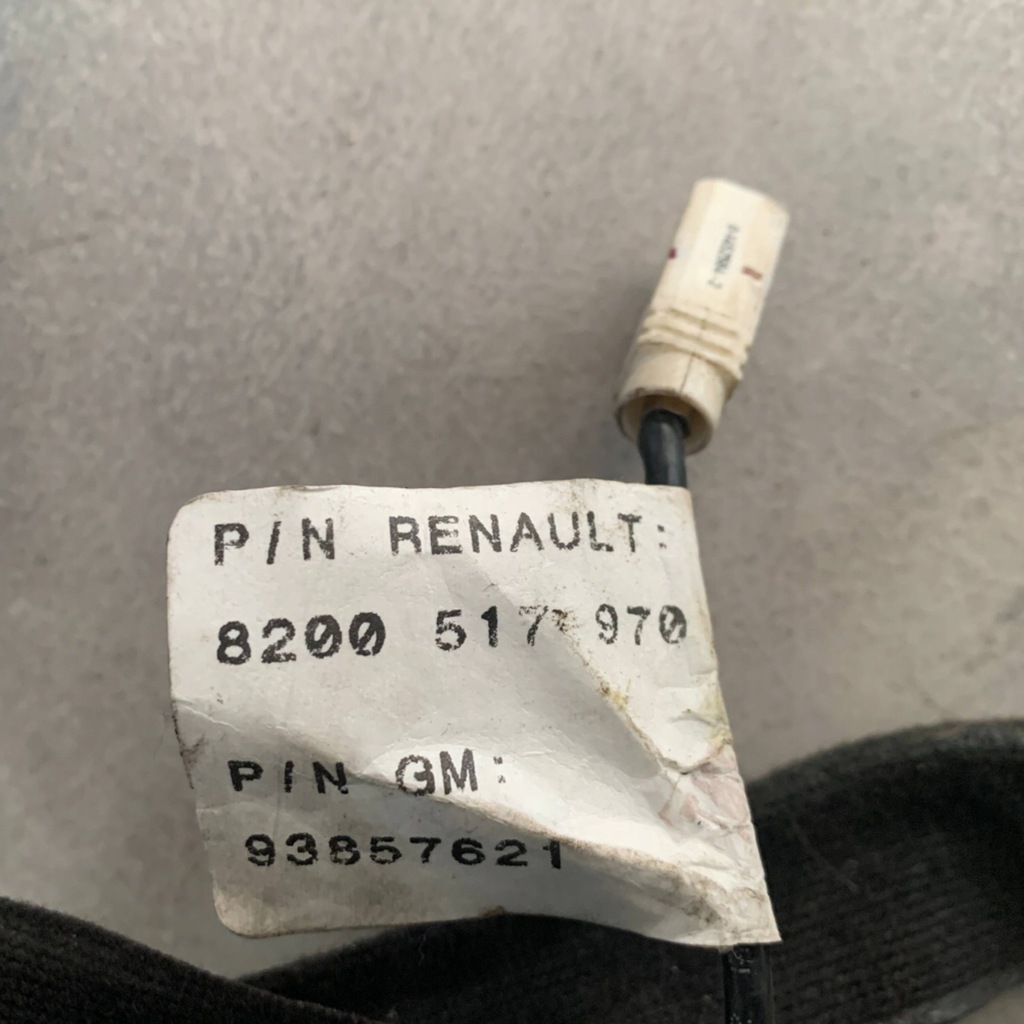 P/N RENAULT:
8200 517 970
P/N GM:
93857621